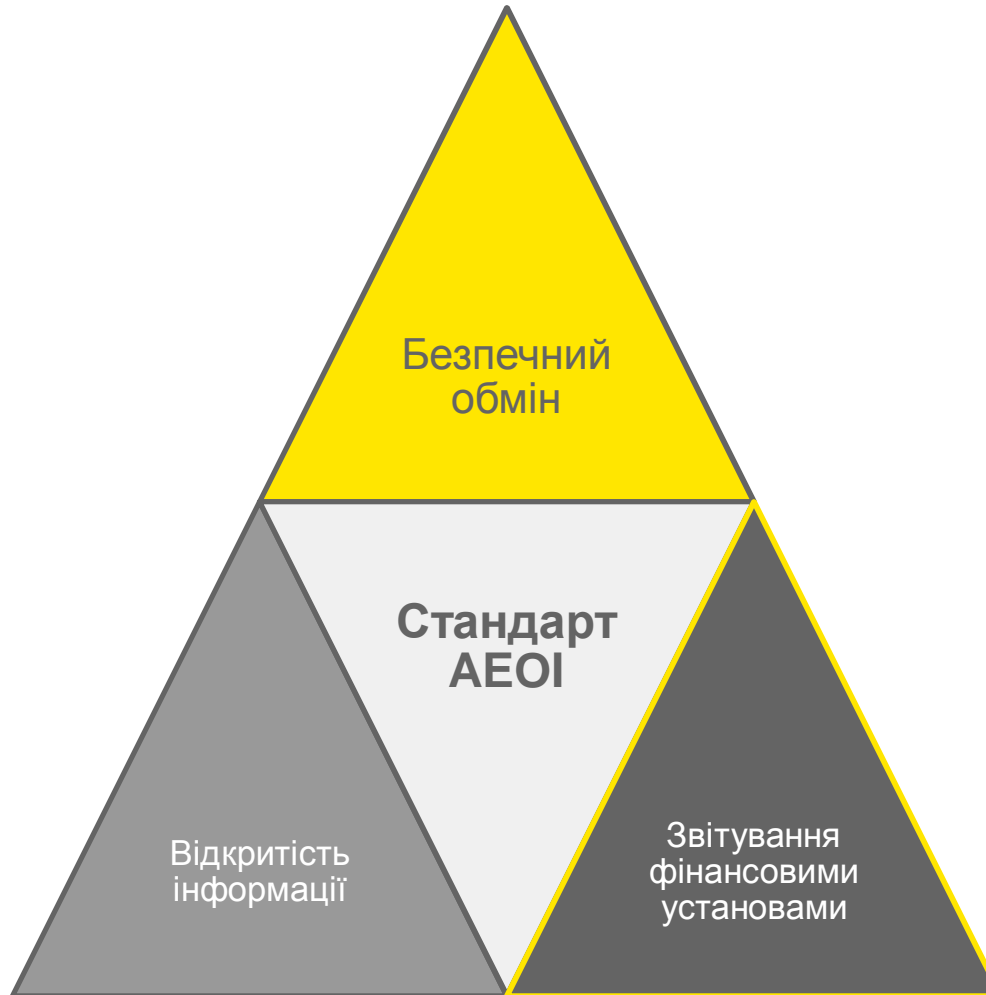 Безпечний
обмін
Стандарт
AEOI
Відкритість
інформації
Звітування
фінансовими
установами